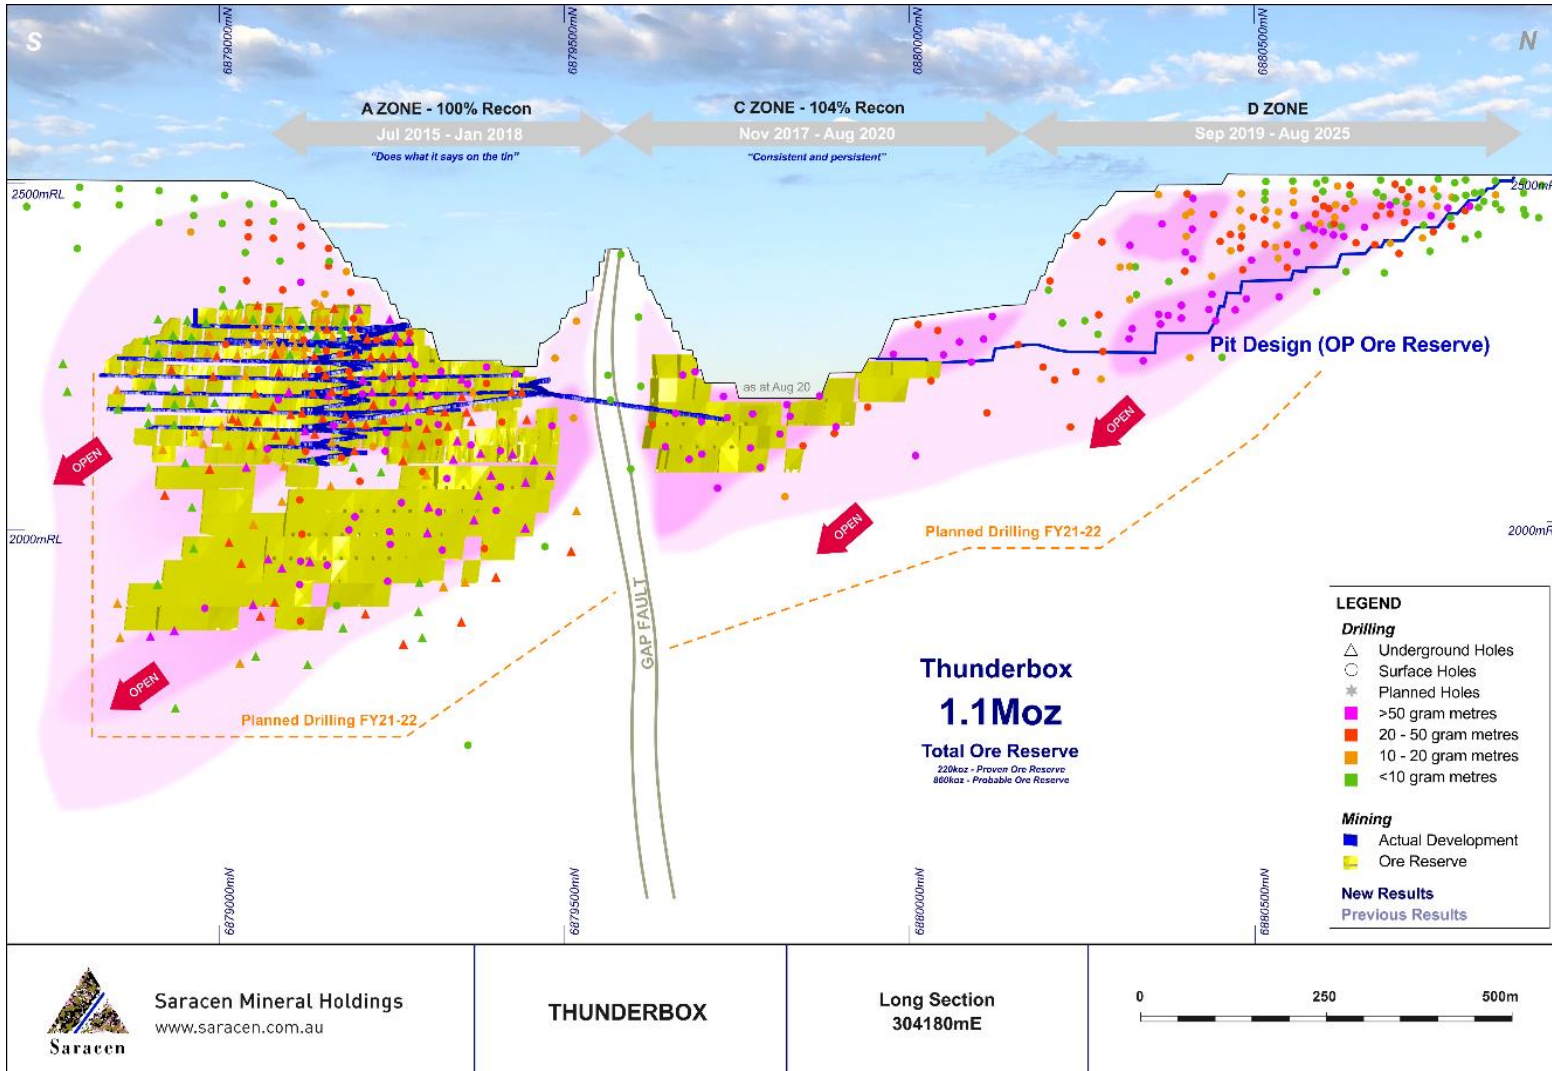 S
N
6879000mN
6879500mN
6880000mN
6880500mN
A ZONE - 100% Recon
C ZONE - 104% Recon
D ZONE
Jul 2015 - Jan 2018
Nov 2017 - Aug 2020
Sep 2019 - Aug 2025
"Does what it says on the tin"
"Consistent and persistent"
2500mRL
2500mR
Pit Design (OP Ore Reserve)
as at Aug 20
OPEN
OPEN
OPEN
OPEN
2000mRL
2000mRL
Planned Drilling FY21-22
GAP FAULT
Planned Drilling FY21-22
Thunderbox
1.1Moz
Total Ore Reserve
220koz - Proven Ore Reserve
860koz - Probable Ore Reserve
LEGEND
Drilling
Underground Holes
Surface Holes
Planned Holes
>50 gram metres
20 - 50 gram metres
10 - 20 gram metres
<10 gram metres
Mining
Actual Development
Ore Reserve
New Results
Previous Results
6879000mN
6879500mN
6880000mN
6880500mN
Saracen
Saracen Mineral Holdings
www.saracen.com.au
THUNDERBOX
Long Section
304180mE
0 250 500m